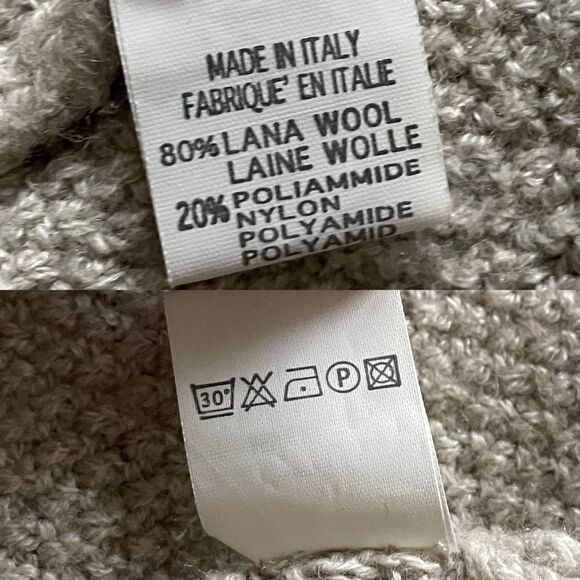 MADE IN ITALY
FABRIQUE' EN ITALIE
80% LANA WOOL
LAINE WOLLE
20% POLIAMMIDE
NYLON
POLYAMIDE
POLYAMID
30°
P